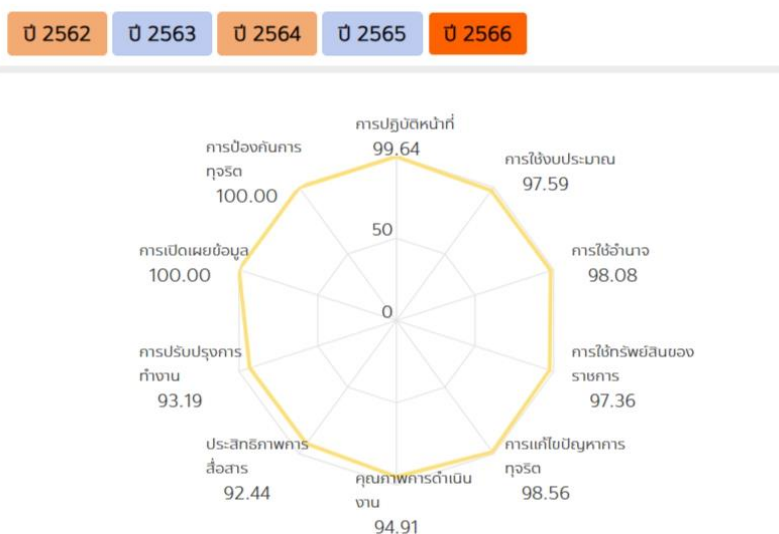 ปี 2562
ปี 2563
ปี 2564
ปี 2565
ปี 2566
การปฏิบัติหน้าที่
99.64
การใช้งบประมาณ
97.59
การใช้อำนาจ
98.08
การใช้ทรัพย์สินของ
ราชการ
97.36
การแก้ไขปัญหาการ
ทุจริต
98.56
คุณภาพการดำเนิน
งาน
94.91
ประสิทธิภาพการ
สื่อสาร
92.44
การปรับปรุงการ
ทำงาน
93.19
การเปิดเผยข้อมูล
100.00
การป้องกันการ
ทุจริต
100.00
50
0